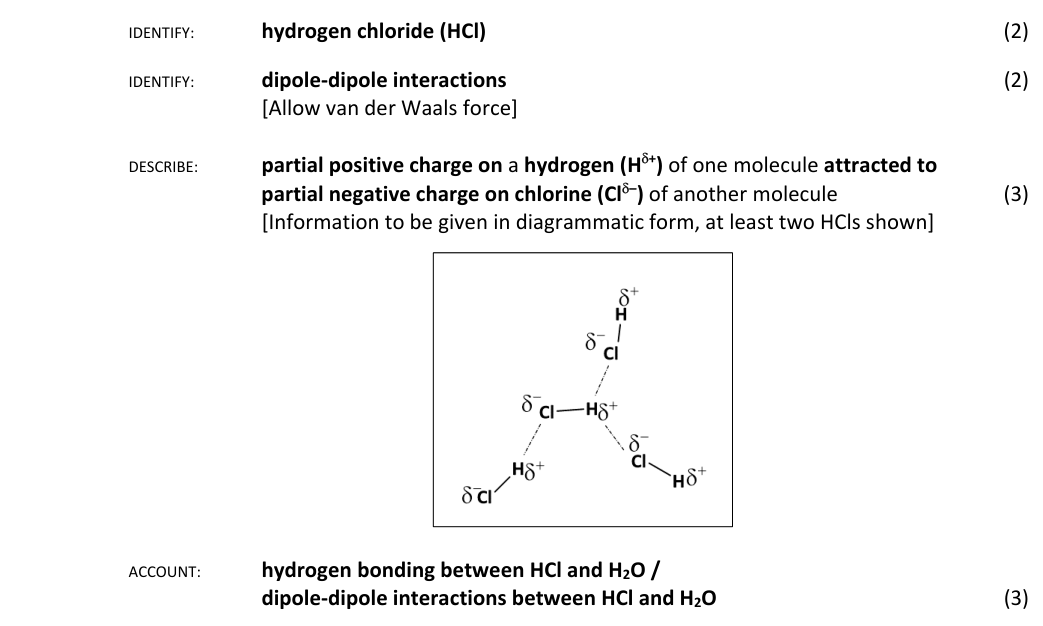 IDENTIFY: hydrogen chloride (HCl) (2)
IDENTIFY: dipole-dipole interactions (2)
[Allow van der Waals force]
DESCRIBE: partial positive charge on a hydrogen (Hδ+) of one molecule attracted to
partial negative charge on chlorine (Clδ–) of another molecule (3)
[Information to be given in diagrammatic form, at least two HCls shown]
δ+
H
δ–
Cl
δ– Cl H δ+
δ–
Cl
H δ+
H δ+
δ– Cl
ACCOUNT: hydrogen bonding between HCl and H₂O /
dipole-dipole interactions between HCl and H₂O (3)